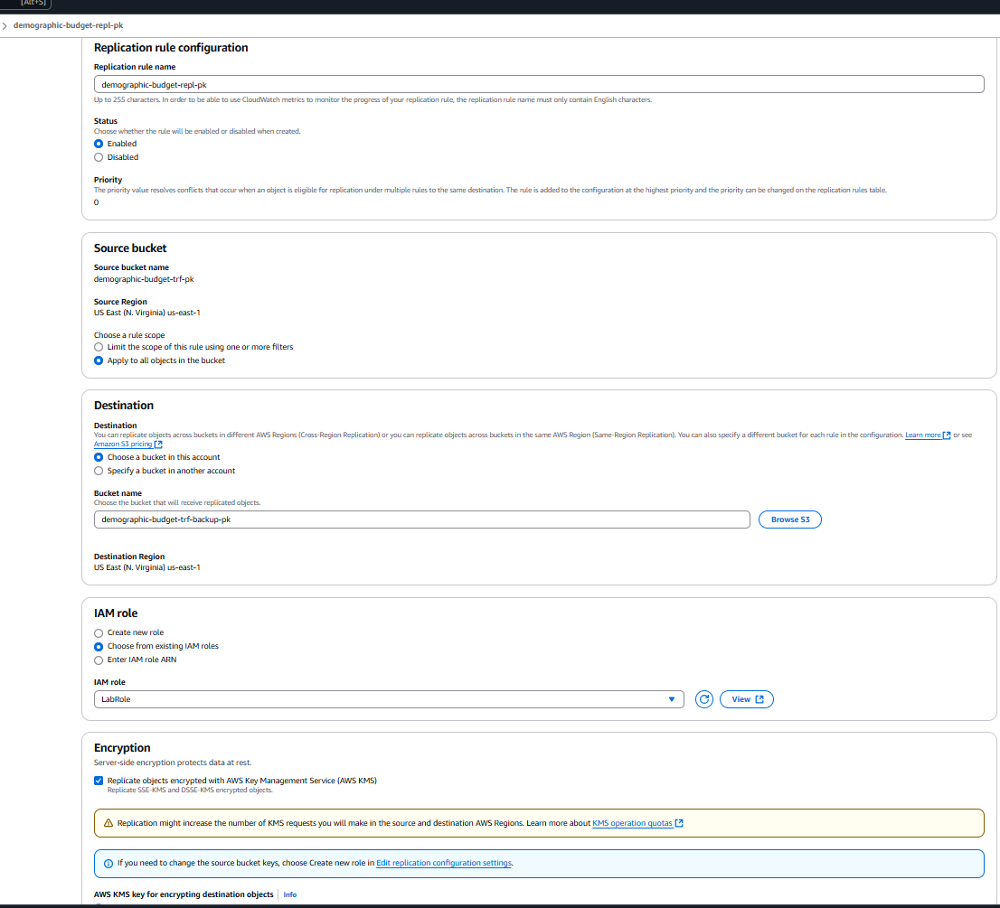 [Alt+S]
demographic-budget-repl-pk
Replication rule configuration
Replication rule name
demographic-budget-repl-pk
Up to 255 characters. In order to be able to use CloudWatch metrics to monitor the progress of your replication rule, the replication rule name must only contain English characters.
Status
Choose whether the rule will be enabled or disabled when created.
Enabled
Disabled
Priority
The priority value resolves conflicts that occur when an object is eligible for replication under multiple rules to the same destination. The rule is added to the configuration at the highest priority and the priority can be changed on the replication rules table.
0
Source bucket
Source bucket name
demographic-budget-trf-pk
Source Region
US East (N. Virginia) us-east-1
Choose a rule scope
Limit the scope of this rule using one or more filters
Apply to all objects in the bucket
Destination
Destination
You can replicate objects across buckets in different AWS Regions (Cross-Region Replication) or you can replicate objects across buckets in the same AWS Region (Same-Region Replication). You can also specify a different bucket for each rule in the configuration. Learn more or see
Amazon S3 pricing
Choose a bucket in this account
Specify a bucket in another account
Bucket name
Choose the bucket that will receive replicated objects.
demographic-budget-trf-backup-pk
Browse S3
Destination Region
US East (N. Virginia) us-east-1
IAM role
Create new role
Choose from existing IAM roles
Enter IAM role ARN
IAM role
LabRole
View
Encryption
Server-side encryption protects data at rest.
Replicate objects encrypted with AWS Key Management Service (AWS KMS)
Replicate SSE-KMS and DSSE-KMS encrypted objects.
Replication might increase the number of KMS requests you will make in the source and destination AWS Regions. Learn more about KMS operation quotas
If you need to change the source bucket keys, choose Create new role in Edit replication configuration settings.
AWS KMS key for encrypting destination objects Info